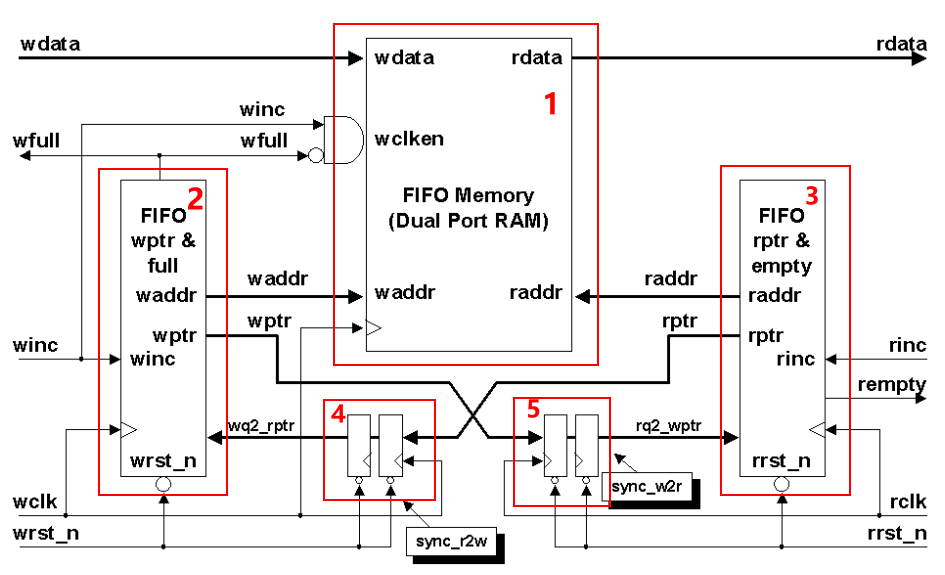 wdata
wdata
rdata
rdata
1
winc
wfull
wfull
wclken
2
FIFO
wptr &
full
FIFO Memory
(Dual Port RAM)
3
FIFO
rptr &
empty
waddr
waddr
waddr
raddr
raddr
raddr
wptr
wptr
rptr
rptr
winc
winc
rinc
rinc
rempty
4
5
wq2_rptr
rq2_wptr
wrst_n
rrst_n
sync_w2r
wclk
rclk
wrst_n
sync_r2w
rrst_n